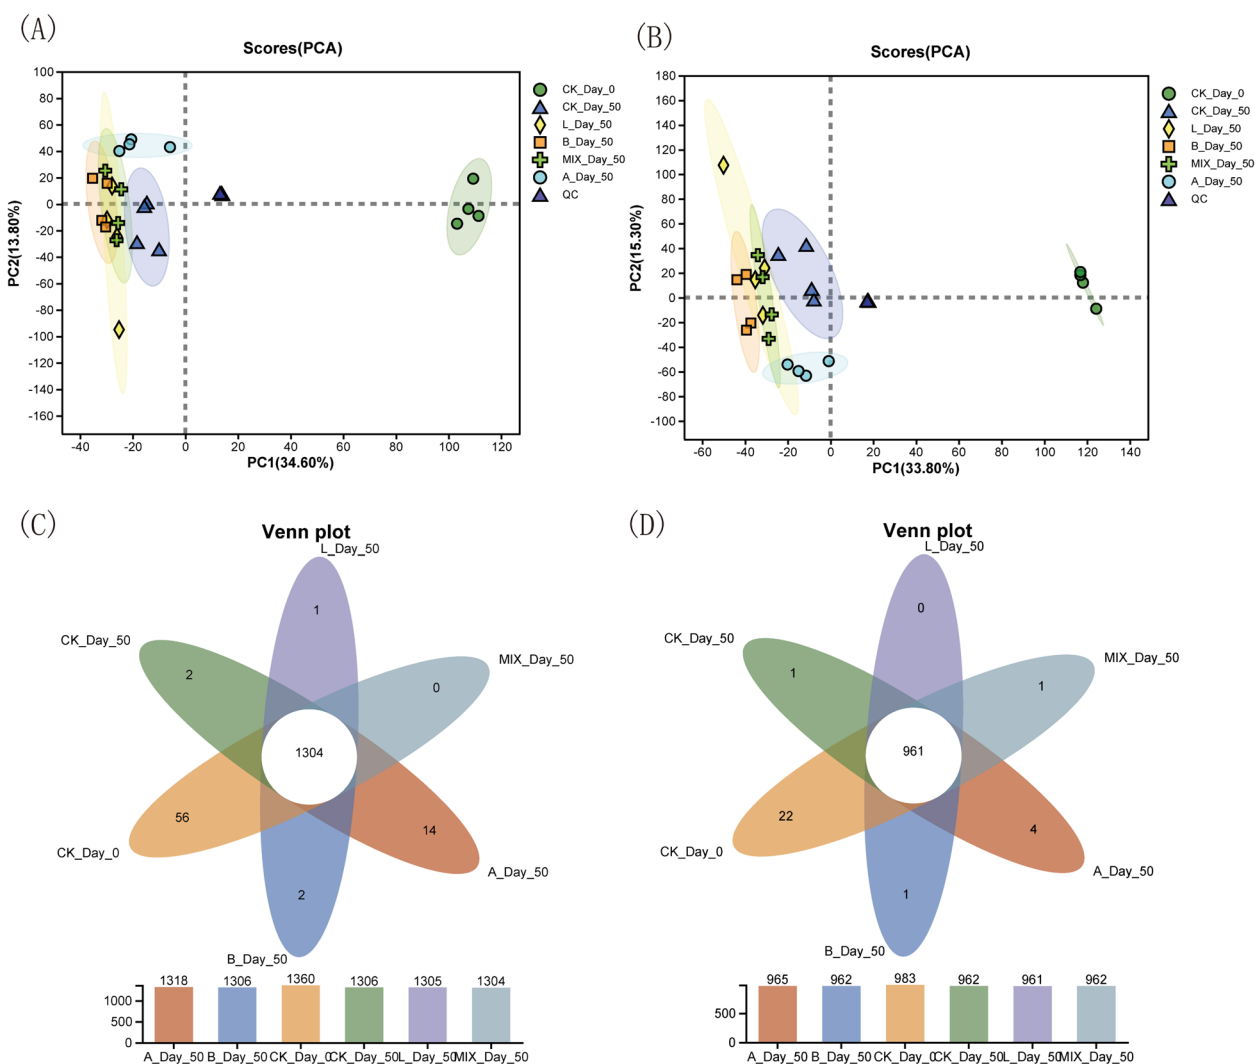 (A)
Scores(PCA)
PC2(13.80%)
100
80
60
40
20
0
-20
-40
-60
-80
-100
-120
-140
-160
-40
-20
0
20
40
60
80
100
120
PC1(34.60%)
CK_Day_0
CK_Day_50
L_Day_50
B_Day_50
MIX_Day_50
A_Day_50
QC
(B)
Scores(PCA)
PC2(15.30%)
180
160
140
120
100
80
60
40
20
0
-20
-40
-60
-80
-100
-60
-40
-20
0
20
40
60
80
100
120
140
PC1(33.80%)
CK_Day_0
CK_Day_50
L_Day_50
B_Day_50
MIX_Day_50
A_Day_50
QC
(C)
Venn plot
L_Day_50
1
CK_Day_50
2
MIX_Day_50
0
1304
56
CK_Day_0
14
A_Day_50
2
B_Day_50
1318
1306
1360
1306
1305
1304
1000
500
0
A_Day_50
B_Day_50
CK_Day_0
CK_Day_50
L_Day_50
MIX_Day_50
(D)
Venn plot
L_Day_50
0
CK_Day_50
1
MIX_Day_50
1
961
22
CK_Day_0
4
A_Day_50
1
B_Day_50
965
962
983
962
961
962
500
0
A_Day_50
B_Day_50
CK_Day_0
CK_Day_50
L_Day_50
MIX_Day_50